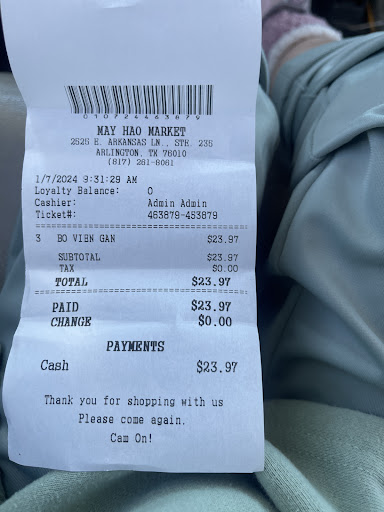 010724463879
MAY HAO MARKET
2525 E. ARKANSAS LN., STE. 235
ARLINGTON, TX 76010
(817) 261-8061
1/7/2024 9:31:29 AM
Loyalty Balance: 0
Cashier: Admin Admin
Ticket#: 463879-453879
3 BO VIEN GAN $23.97
SUBTOTAL $23.97
TAX $0.00
TOTAL $23.97
PAID $23.97
CHANGE $0.00
PAYMENTS
Cash $23.97
Thank you for shopping with us
Please come again.
Cam On!